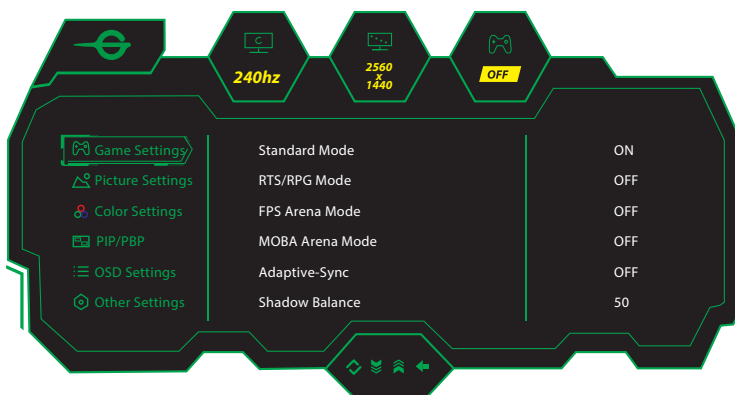 240hz
2560
x
1440
OFF
Game Settings
Standard Mode
ON
Picture Settings
RTS/RPG Mode
OFF
Color Settings
FPS Arena Mode
OFF
PIP/PBP
MOBA Arena Mode
OFF
OSD Settings
Adaptive-Sync
OFF
Other Settings
Shadow Balance
50